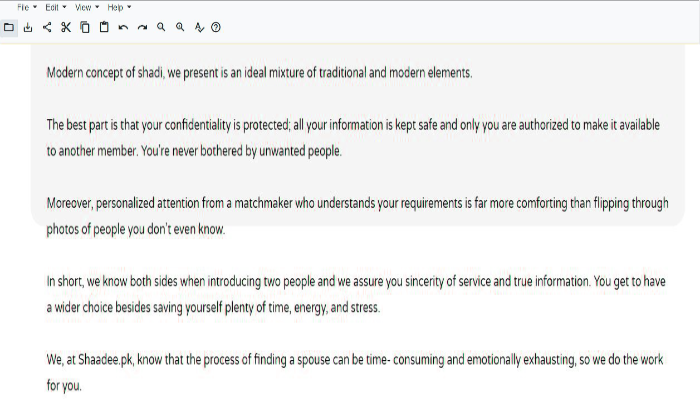 File Edit View Help
Modern concept of shadi, we present is an ideal mixture of traditional and modern elements.
The best part is that your confidentiality is protected; all your information is kept safe and only you are authorized to make it available
to another member. You're never bothered by unwanted people.
Moreover, personalized attention from a matchmaker who understands your requirements is far more comforting than flipping through
photos of people you don't even know.
In short, we know both sides when introducing two people and we assure you sincerity of service and true information. You get to have
a wider choice besides saving yourself plenty of time, energy, and stress.
We, at Shaadee.pk, know that the process of finding a spouse can be time- consuming and emotionally exhausting, so we do the work
for you.